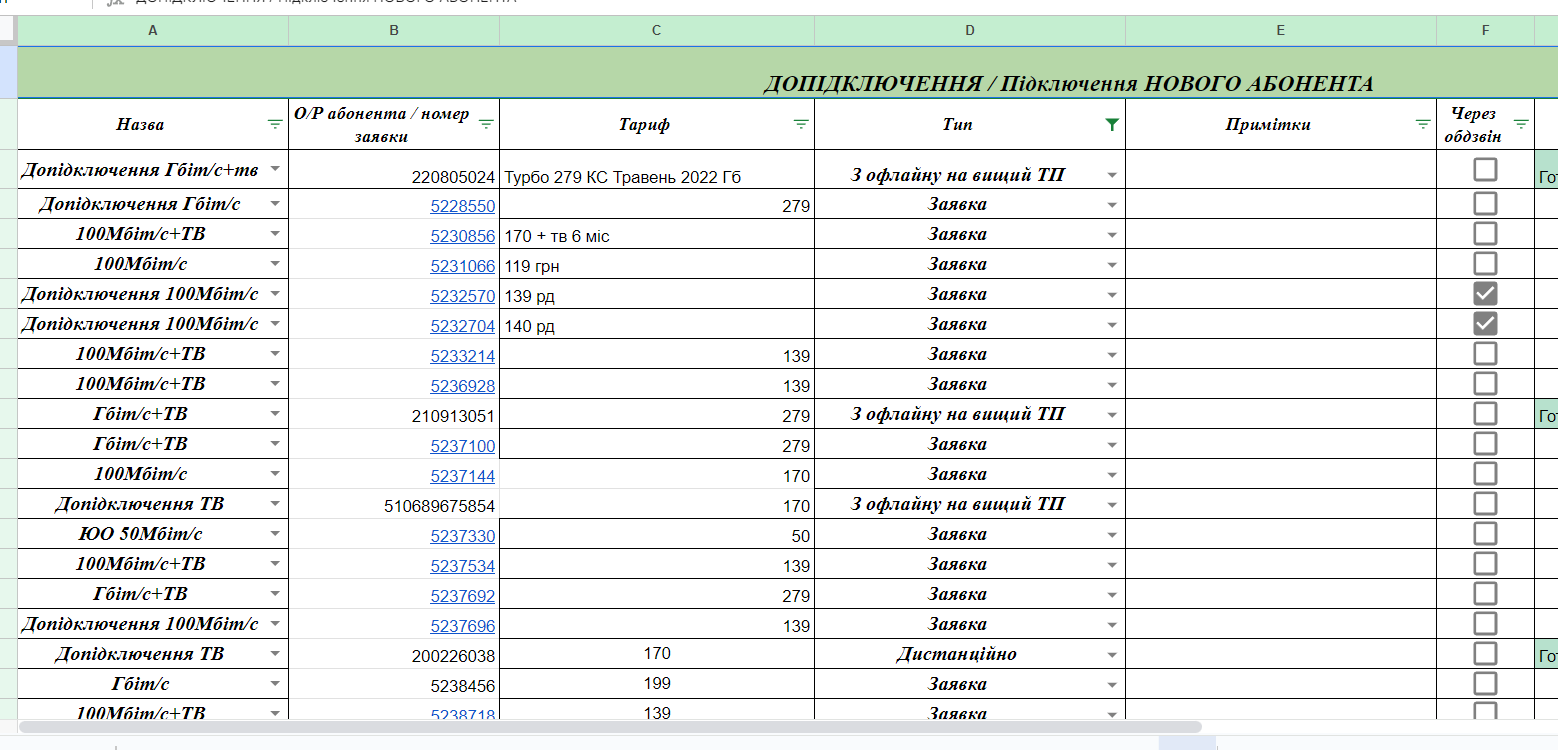 ДОПІДКЛЮЧЕННЯ / Підключення НОВОГО АБОНЕНТА
A B C D E F
ДОПІДКЛЮЧЕННЯ / Підключення НОВОГО АБОНЕНТА
Назва О/Р абонента / номер заявки Тариф Тип Примітки Через обдзвін
Допідключення Гбіт/с+тв 220805024 Турбо 279 КС Травень 2022 Гб З офлайну на вищий ТП
Допідключення Гбіт/с 5228550 279 Заявка
100Мбіт/с+ТВ 5230856 170 + тв 6 міс Заявка
100Мбіт/с 5231066 119 грн Заявка
Допідключення 100Мбіт/с 5232570 139 рд Заявка
Допідключення 100Мбіт/с 5232704 140 рд Заявка
100Мбіт/с+ТВ 5233214 139 Заявка
100Мбіт/с+ТВ 5236928 139 Заявка
Гбіт/с+ТВ 210913051 279 З офлайну на вищий ТП
Гбіт/с+ТВ 5237100 279 Заявка
100Мбіт/с 5237144 170 Заявка
Допідключення ТВ 510689675854 170 З офлайну на вищий ТП
ЮО 50Мбіт/с 5237330 50 Заявка
100Мбіт/с+ТВ 5237534 139 Заявка
Гбіт/с+ТВ 5237692 279 Заявка
Допідключення 100Мбіт/с 5237696 139 Заявка
Допідключення ТВ 200226038 170 Дистанційно
Гбіт/с 5238456 199 Заявка
100Мбіт/с+ТВ 5238718 139 Заявка